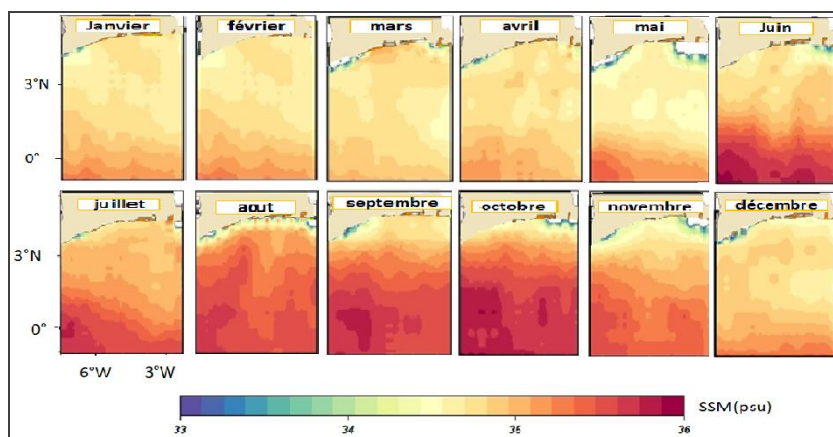 Janvier février mars avril mai Juin
3°N
0°
juillet aout septembre octobre novembre décembre
3°N
0°
6°W 3°W
SSM(psu)
33 34 35 36